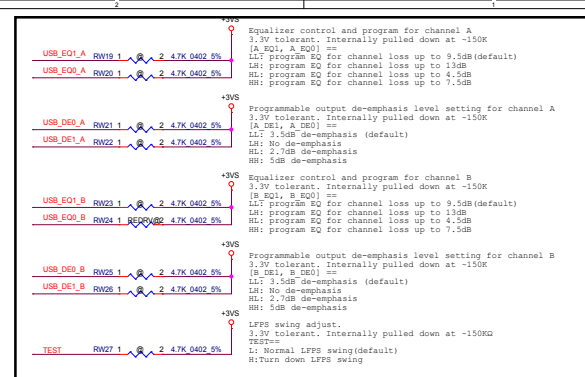 2
1
+3VS
USB_EQ1_A RW19 1 @ 2 4.7K_0402_5%
USB_EQ0_A RW20 1 @ 2 4.7K_0402_5%
Equalizer control and program for channel A
3.3V tolerant. Internally pulled down at ~150K
[A_EQ1, A_EQ0] ==
LL: program EQ for channel loss up to 9.5dB(default)
LH: program EQ for channel loss up to 13dB
HL: program EQ for channel loss up to 4.5dB
HH: program EQ for channel loss up to 7.5dB
+3VS
USB_DE0_A RW21 1 @ 2 4.7K_0402_5%
USB_DE1_A RW22 1 @ 2 4.7K_0402_5%
Programmable output de-emphasis level setting for channel A
3.3V tolerant. Internally pulled down at ~150K
[A_DE1, A_DE0] ==
LL: 3.5dB de-emphasis (default)
LH: No de-emphasis
HL: 2.7dB de-emphasis
HH: 5dB de-emphasis
+3VS
USB_EQ1_B RW23 1 @ 2 4.7K_0402_5%
USB_EQ0_B RW24 1 REDRV@2 4.7K_0402_5%
Equalizer control and program for channel B
3.3V tolerant. Internally pulled down at ~150K
[B_EQ1, B_EQ0] ==
LL: program EQ for channel loss up to 9.5dB(default)
LH: program EQ for channel loss up to 13dB
HL: program EQ for channel loss up to 4.5dB
HH: program EQ for channel loss up to 7.5dB
+3VS
USB_DE0_B RW25 1 @ 2 4.7K_0402_5%
USB_DE1_B RW26 1 @ 2 4.7K_0402_5%
Programmable output de-emphasis level setting for channel B
3.3V tolerant. Internally pulled down at ~150K
[B_DE1, B_DE0] ==
LL: 3.5dB de-emphasis (default)
LH: No de-emphasis
HL: 2.7dB de-emphasis
HH: 5dB de-emphasis
+3VS
TEST RW27 1 @ 2 4.7K_0402_5%
LFPS swing adjust.
3.3V tolerant. Internally pulled down at ~150KΩ
TEST==
L: Normal LFPS swing(default)
H:Turn down LFPS swing